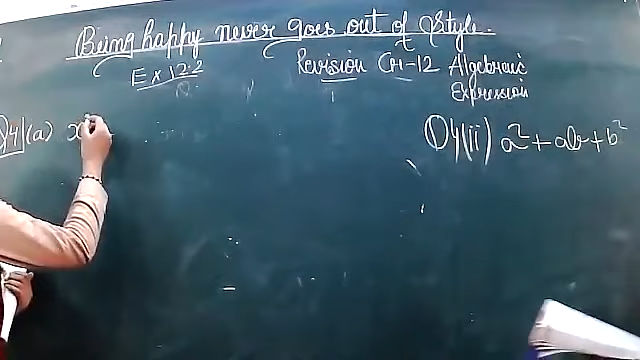 Being happy never goes out of Style.
Ex 12.2
Revision CH-12 Algebraic
Expression
Q4(a) x
Q4(ii) a²+ab+b²